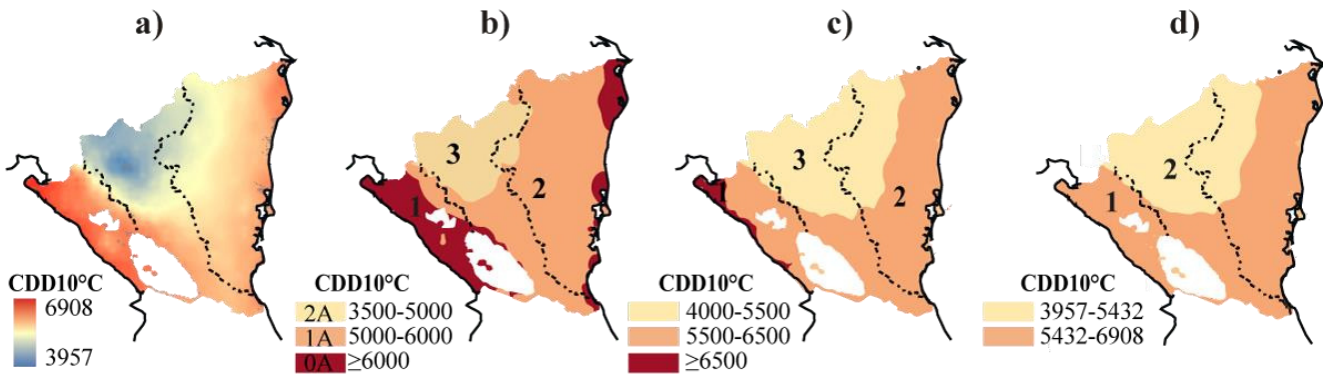 a)
CDD10°C
6908
3957
b)
3
2
1
CDD10°C
2A 3500-5000
1A 5000-6000
0A ≥6000
c)
3
2
1
CDD10°C
4000-5500
5500-6500
≥6500
d)
2
1
CDD10°C
3957-5432
5432-6908